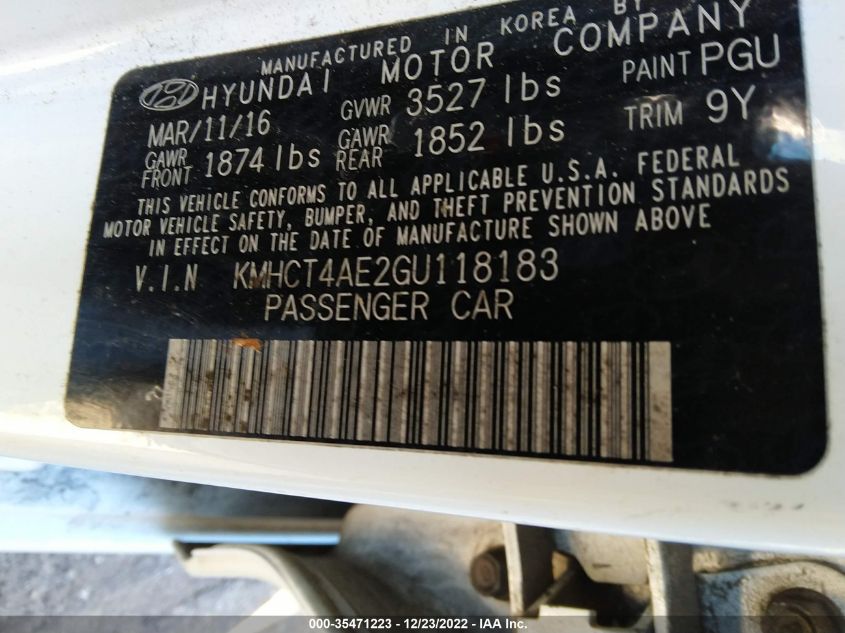 MANUFACTURED IN KOREA BY
HYUNDAI MOTOR COMPANY
MAR/11/16 GVWR 3527 lbs PAINT PGU
GAWR FRONT 1874 lbs GAWR REAR 1852 lbs TRIM 9Y
THIS VEHICLE CONFORMS TO ALL APPLICABLE U.S.A. FEDERAL
MOTOR VEHICLE SAFETY, BUMPER, AND THEFT PREVENTION STANDARDS
IN EFFECT ON THE DATE OF MANUFACTURE SHOWN ABOVE
V.I.N KMHCT4AE2GU118183
PASSENGER CAR
000-35471223 - 12/23/2022 - IAA Inc.